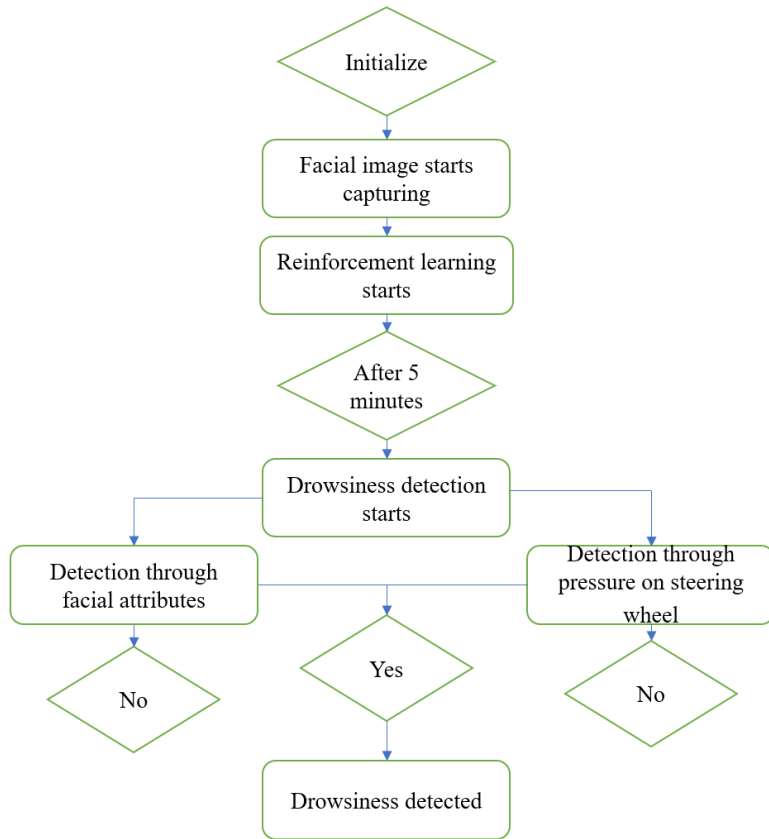 Initialize
Facial image starts
capturing
Reinforcement learning
starts
After 5
minutes
Drowsiness detection
starts
Detection through
facial attributes
Detection through
pressure on steering
wheel
No
Yes
No
Drowsiness detected